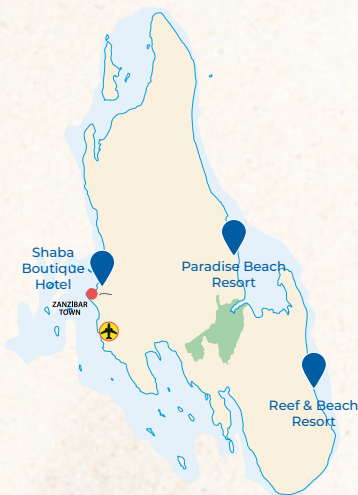 Shaba
Boutique
Hotel
ZANZIBAR
TOWN
Paradise Beach
Resort
Reef & Beach
Resort